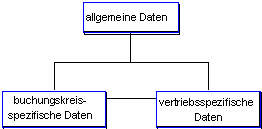 allgemeine Daten
buchungskreis-
spezifische Daten
vertriebsspezifische
Daten